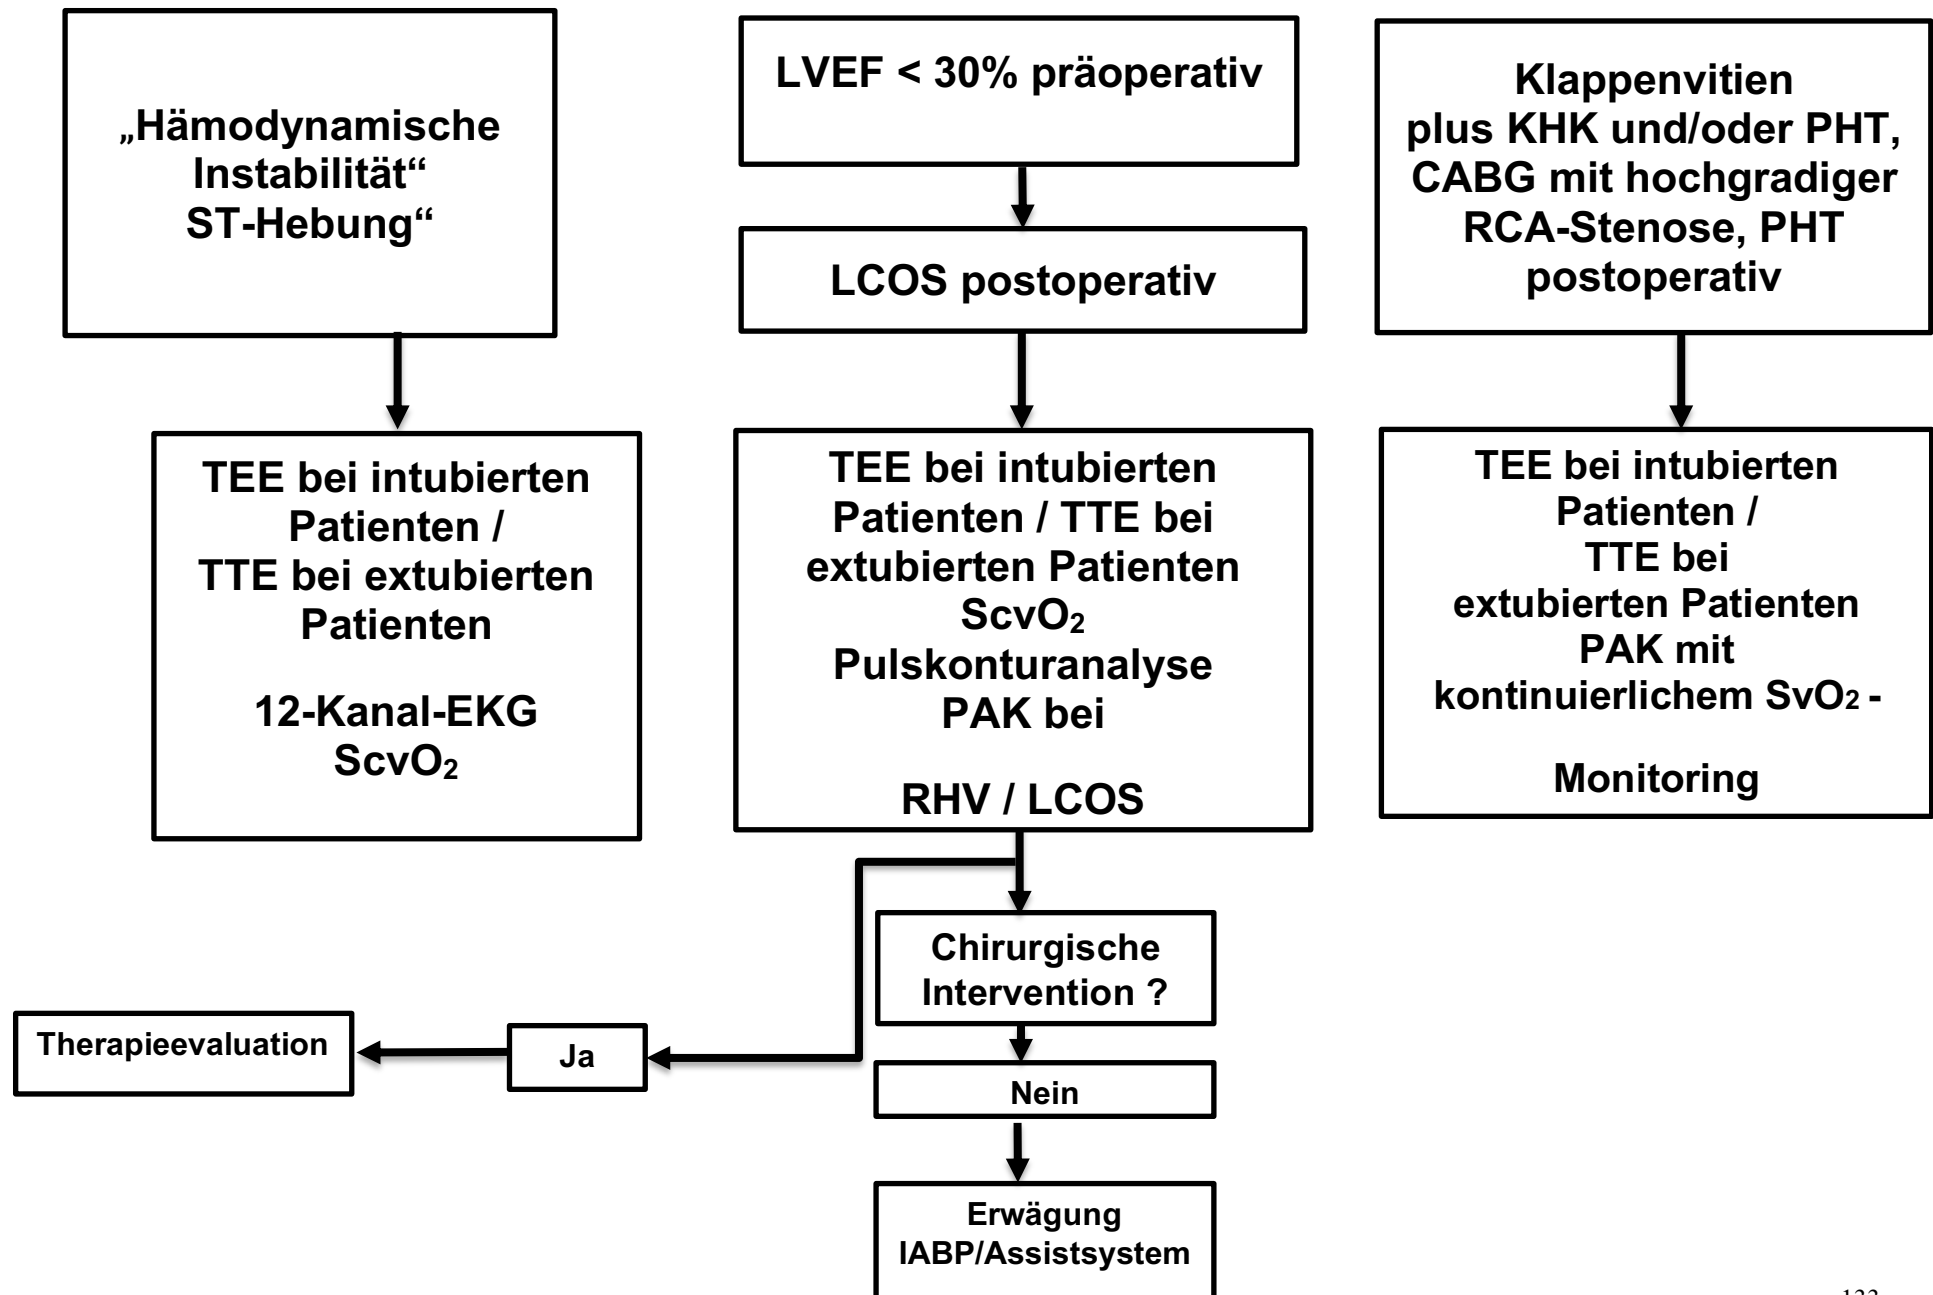 „Hämodynamische
Instabilität“
ST-Hebung“
LVEF < 30% präoperativ
LCOS postoperativ
Klappenvitien
plus KHK und/oder PHT,
CABG mit hochgradiger
RCA-Stenose, PHT
postoperativ
TEE bei intubierten
Patienten /
TTE bei extubierten
Patienten
12-Kanal-EKG
ScvO₂
TEE bei intubierten
Patienten / TTE bei
extubierten Patienten
ScvO₂
Pulskonturanalyse
PAK bei
RHV / LCOS
TEE bei intubierten
Patienten /
TTE bei
extubierten Patienten
PAK mit
kontinuierlichem SvO₂ -
Monitoring
Chirurgische
Intervention ?
Therapieevaluation
Ja
Nein
Erwägung
IABP/Assistsystem